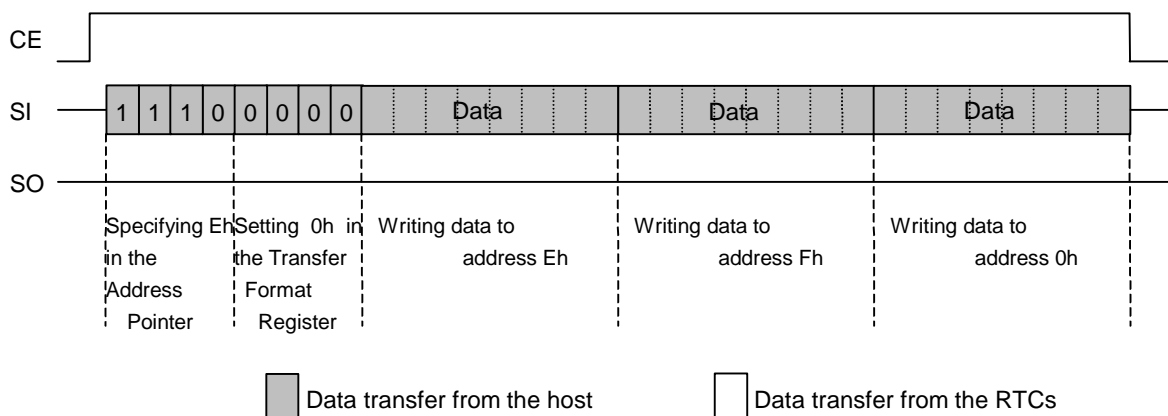 CE
SI 1 1 1 0 0 0 0 0 Data Data Data
SO
Specifying Eh in the Address Pointer
Setting 0h in the Transfer Format Register
Writing data to address Eh
Writing data to address Fh
Writing data to address 0h
Data transfer from the host
Data transfer from the RTCs